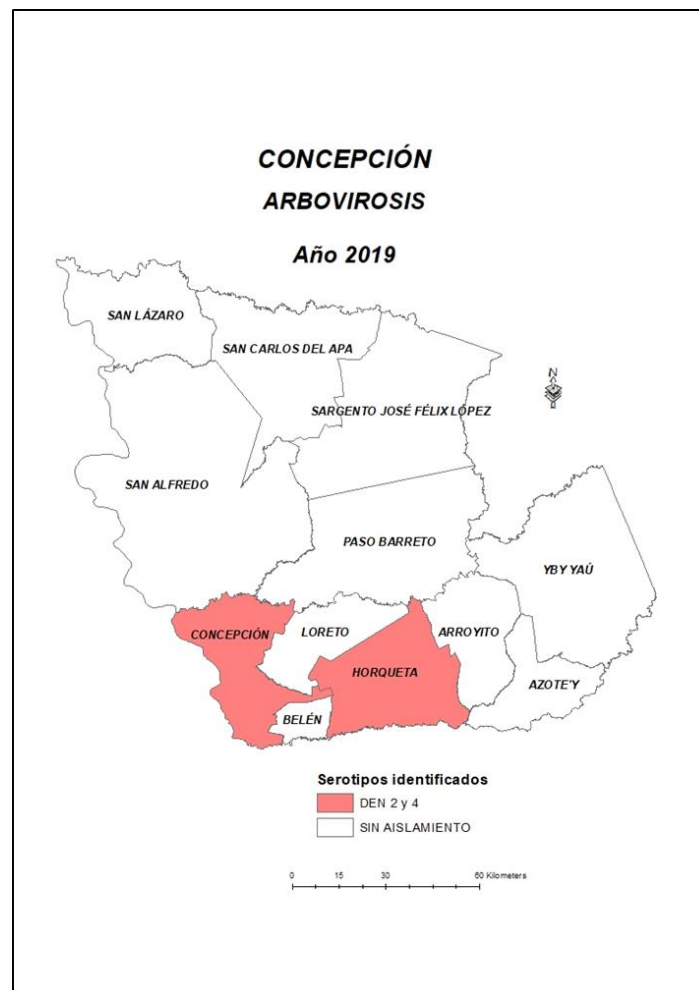 CONCEPCIÓN
ARBOVIROSIS
Año 2019
SAN LÁZARO
SAN CARLOS DEL APA
N
SARGENTO JOSÉ FÉLIX LÓPEZ
SAN ALFREDO
PASO BARRETO
YBY YAÚ
CONCEPCIÓN
LORETO
ARROYITO
HORQUETA
AZOTE'Y
BELÉN
Serotipos identificados
DEN 2 y 4
SIN AISLAMIENTO
0 15 30 60 Kilometers